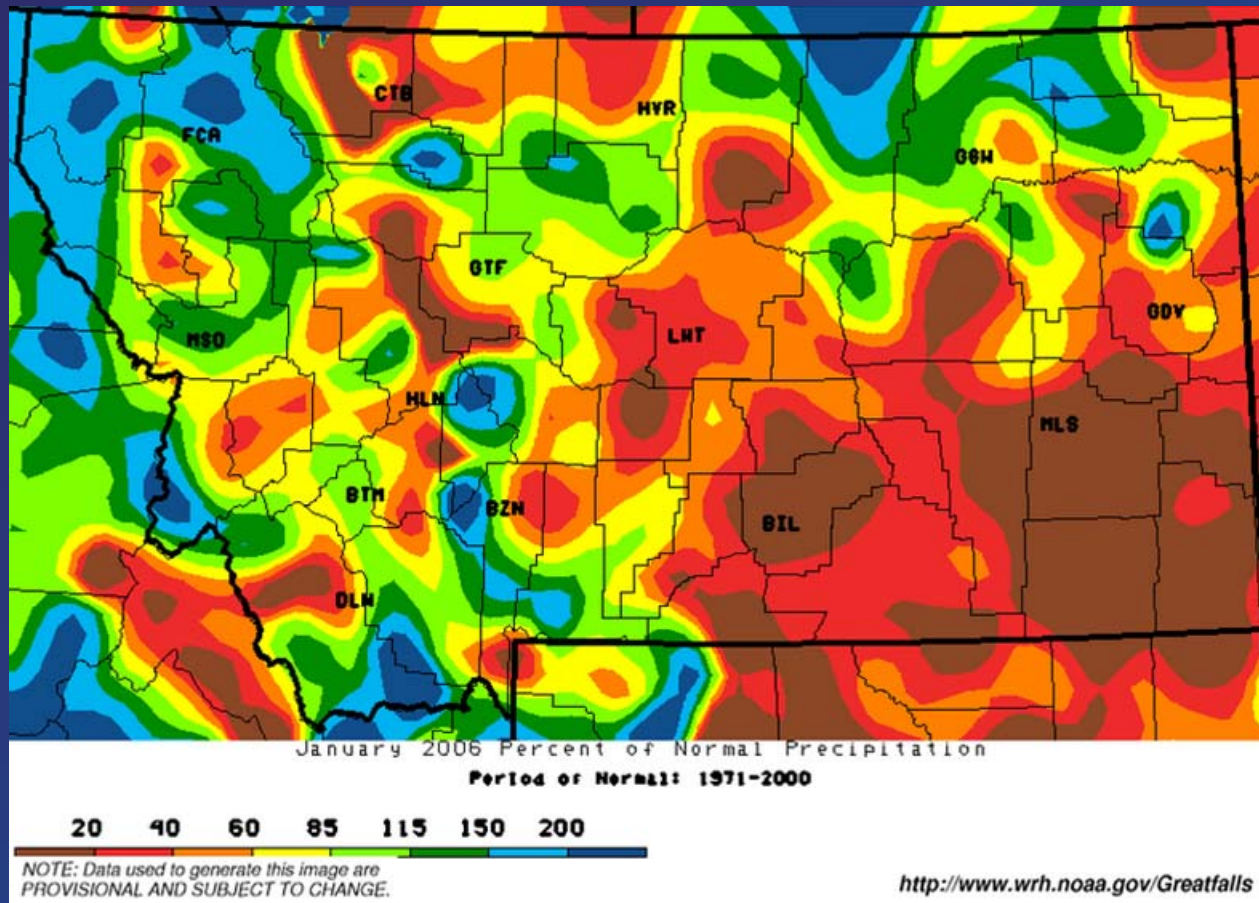 CTB
HVR
FCA
GGW
GTF
GDV
MSO
LWT
HLN
MLS
BTM
BZN
BIL
DLN
January 2006 Percent of Normal Precipitation
Period of Normal: 1971-2000
20 40 60 85 115 150 200
NOTE: Data used to generate this image are
PROVISIONAL AND SUBJECT TO CHANGE.
http://www.wrh.noaa.gov/Greatfalls